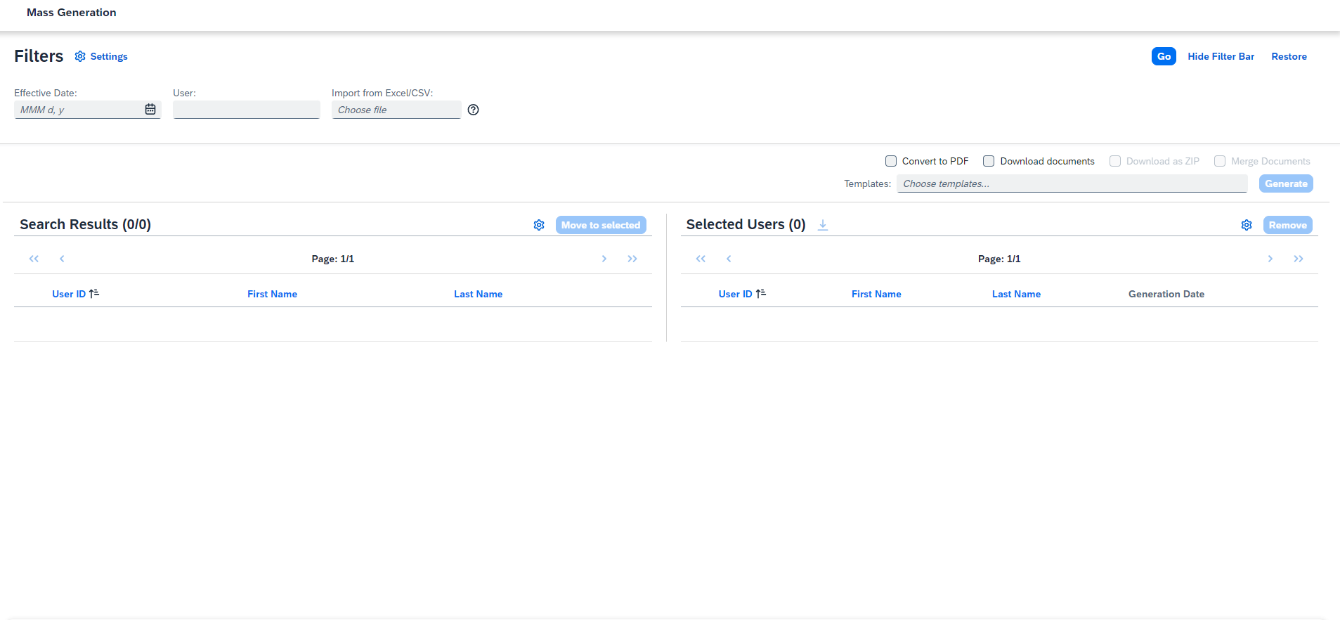 Mass Generation
Filters Settings Go Hide Filter Bar Restore
Effective Date: User: Import from Excel/CSV:
MMM d, y Choose file
Convert to PDF Download documents Download as ZIP Merge Documents
Templates: Choose templates... Generate
Search Results (0/0) Move to selected
Page: 1/1
User ID First Name Last Name
Selected Users (0) Remove
Page: 1/1
User ID First Name Last Name Generation Date